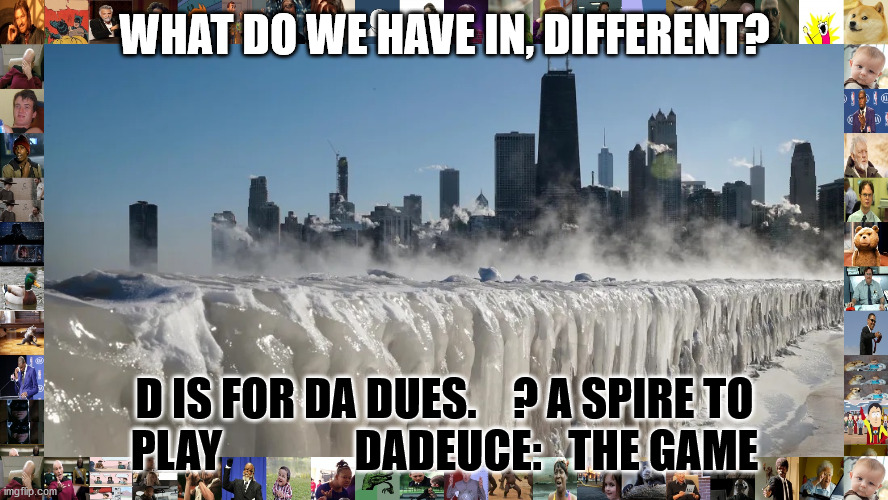 WHAT DO WE HAVE IN, DIFFERENT?
D IS FOR DA DUES. ? A SPIRE TO
PLAY DADEUCE: THE GAME
imgflip.com